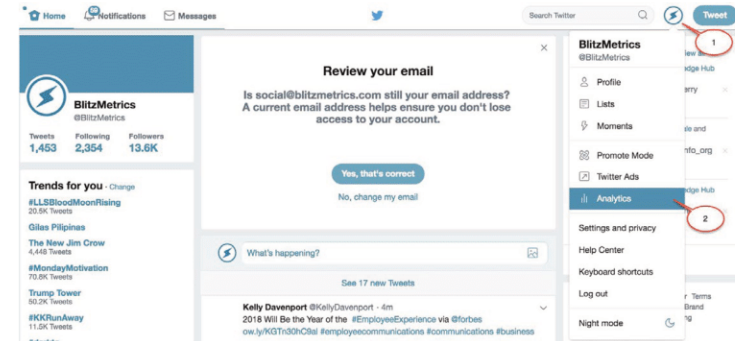 Home
Notifications
Messages
Search Twitter
Tweet
1
BlitzMetrics
@BlitzMetrics
Tweets Following Followers
1,453 2,354 13.6K
Trends for you · Change
#LLSBloodMoonRising
20.5K Tweets
Gilas Pilipinas
The New Jim Crow
4,448 Tweets
#MondayMotivation
70.8K Tweets
Trump Tower
50.2K Tweets
#KKRunAway
11.5K Tweets
Review your email
Is social@blitzmetrics.com still your email address?
A current email address helps ensure you don't lose
access to your account.
Yes, that's correct
No, change my email
What's happening?
See 17 new Tweets
Kelly Davenport @KellyDavenport · 4m
2018 Will Be the Year of the #EmployeeExperience via @forbes
ow.ly/KGTn30hC9al #employeecommunications #communications #business
BlitzMetrics
@BlitzMetrics
Profile
Lists
Moments
Promote Mode
Twitter Ads
Analytics
2
Settings and privacy
Help Center
Keyboard shortcuts
Log out
Night mode
Hub
and
nfo_org
Hub
Terms
Brand